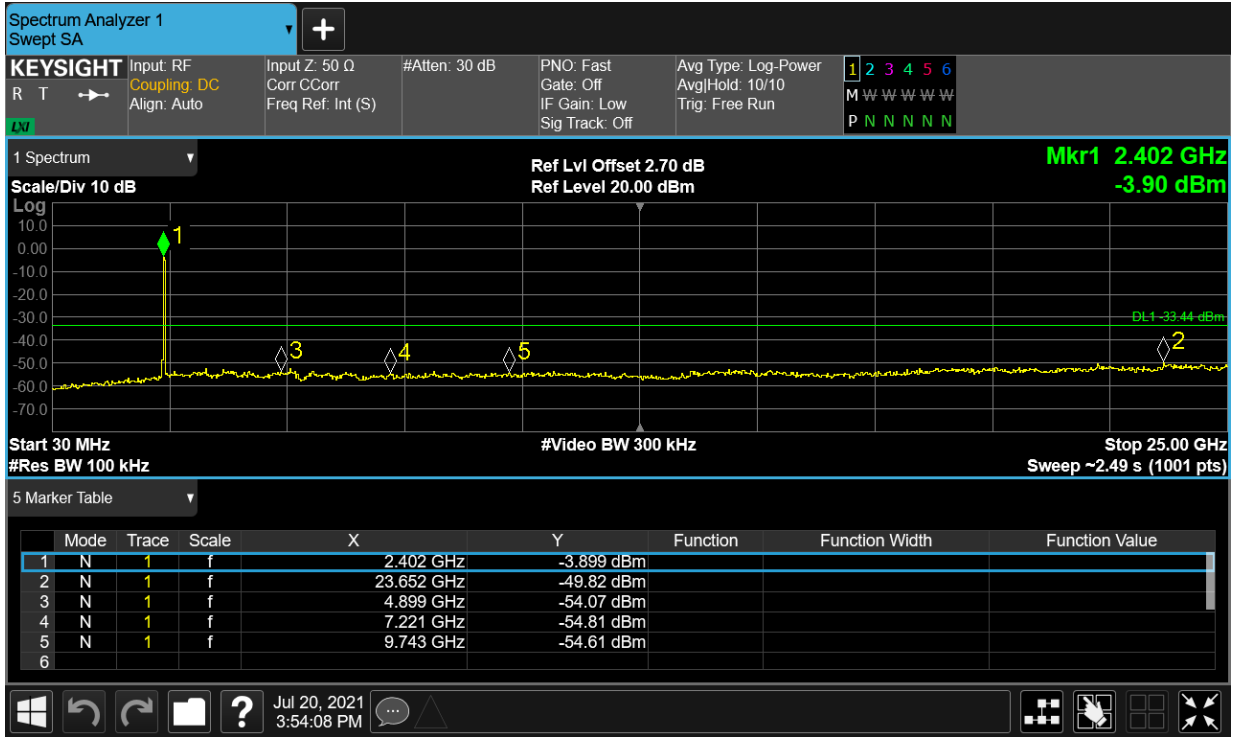 Spectrum Analyzer 1
Swept SA
KEYSIGHT Input: RF Input Z: 50 Ω #Atten: 30 dB PNO: Fast Avg Type: Log-Power 1 2 3 4 5 6
R T Coupling: DC Corr CCorr Gate: Off Avg|Hold: 10/10 M W W W W W
Align: Auto Freq Ref: Int (S) IF Gain: Low Trig: Free Run
LXI Sig Track: Off P N N N N N
1 Spectrum Ref Lvl Offset 2.70 dB Mkr1 2.402 GHz
Scale/Div 10 dB Ref Level 20.00 dBm -3.90 dBm
Log
10.0
1
0.00
-10.0
-20.0
-30.0
DL1 -33.44 dBm
-40.0
3 4 5 2
-50.0
-60.0
-70.0
Start 30 MHz #Video BW 300 kHz Stop 25.00 GHz
#Res BW 100 kHz Sweep ~2.49 s (1001 pts)
5 Marker Table
Mode Trace Scale X Y Function Function Width Function Value
1 N 1 f 2.402 GHz -3.899 dBm
2 N 1 f 23.652 GHz -49.82 dBm
3 N 1 f 4.899 GHz -54.07 dBm
4 N 1 f 7.221 GHz -54.81 dBm
5 N 1 f 9.743 GHz -54.61 dBm
6
? Jul 20, 2021
3:54:08 PM